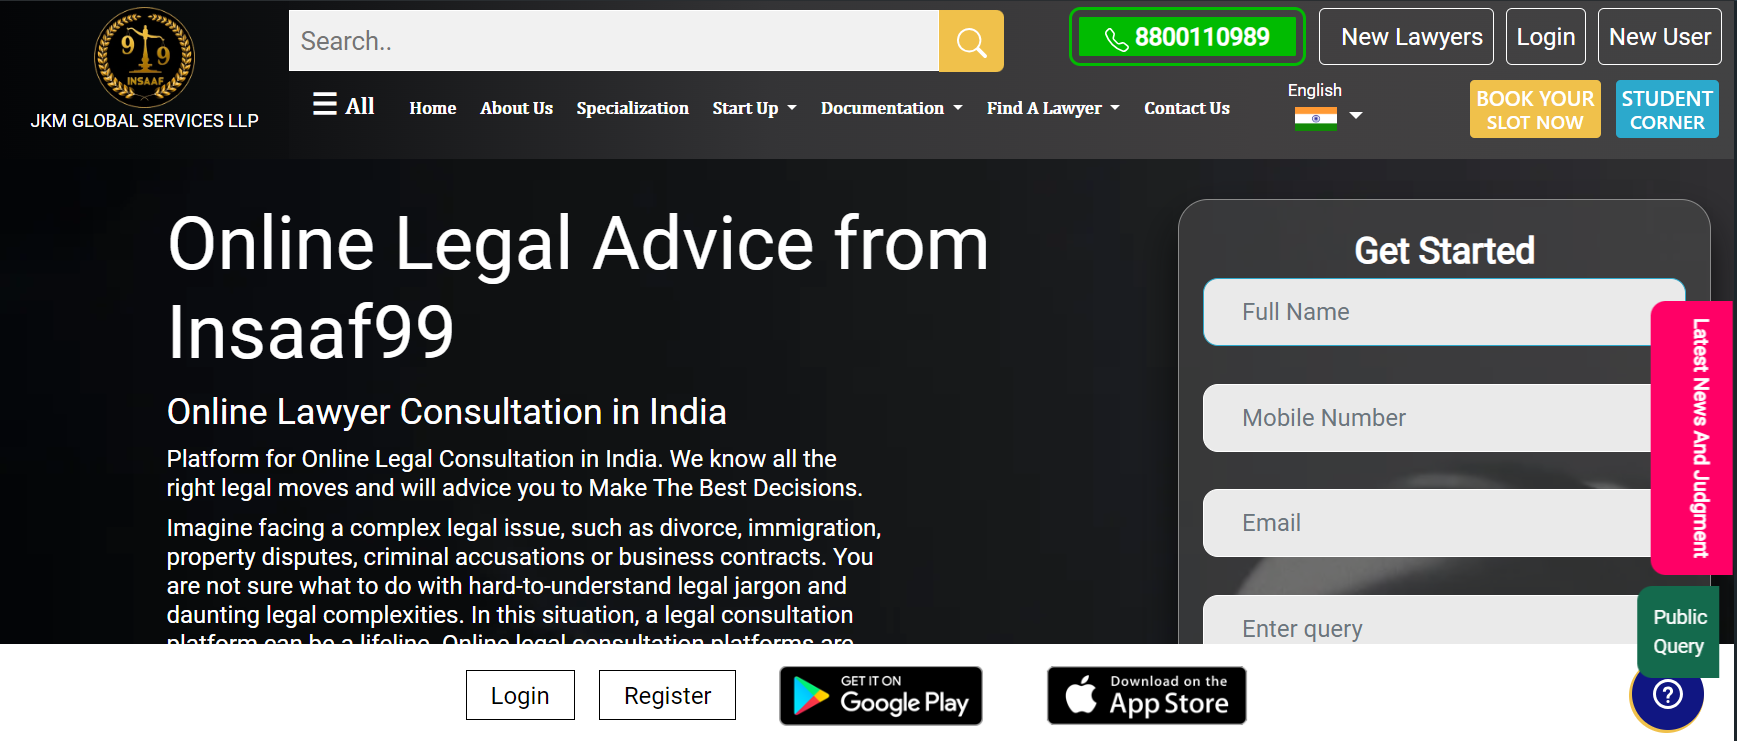 99
INSAAF
JKM GLOBAL SERVICES LLP
Search..
8800110989
New Lawyers
Login
New User
All
Home
About Us
Specialization
Start Up
Documentation
Find A Lawyer
Contact Us
English
BOOK YOUR
SLOT NOW
STUDENT
CORNER
Online Legal Advice from
Insaaf99
Online Lawyer Consultation in India
Platform for Online Legal Consultation in India. We know all the
right legal moves and will advice you to Make The Best Decisions.
Imagine facing a complex legal issue, such as divorce, immigration,
property disputes, criminal accusations or business contracts. You
are not sure what to do with hard-to-understand legal jargon and
daunting legal complexities. In this situation, a legal consultation
platform can be a lifeline. Online legal consultation platforms are
Get Started
Full Name
Mobile Number
Email
Enter query
Latest News And Judgment
Public
Query
Login
Register
GET IT ON
Google Play
Download on the
App Store